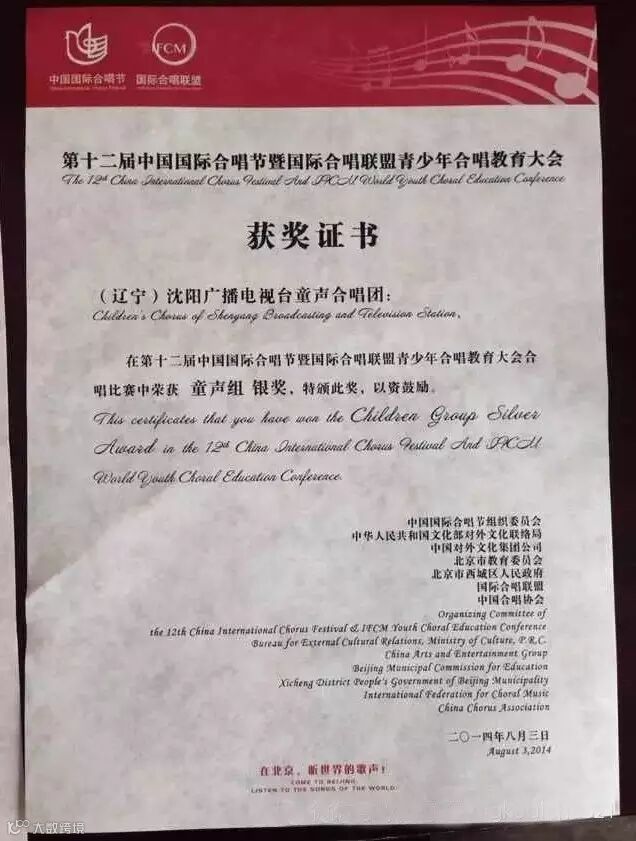 IFCM
中国国际合唱节 国际合唱联盟
第十二届中国国际合唱节暨国际合唱联盟青少年合唱教育大会
The 12th China International Chorus Festival And IFCM World Youth Choral Education Conference
获奖证书
（辽宁）沈阳广播电视台童声合唱团：
Children's Chorus of Shenyang Broadcasting and Television Station,
在第十二届中国国际合唱节暨国际合唱联盟青少年合唱教育大会合
唱比赛中荣获 童声组 银奖，特颁此奖，以资鼓励。
This certificates that you have won the Children Group Silver
Award in the 12th China International Chorus Festival And IFCM
World Youth Choral Education Conference.
中国国际合唱节组织委员会
中华人民共和国文化部对外文化联络局
中国对外文化集团公司
北京市教育委员会
北京市西城区人民政府
国际合唱联盟
中国合唱协会
Organizing Committee of
the 12th China International Chorus Festival & IFCM Youth Choral Education Conference
Bureau for External Cultural Relations, Ministry of Culture, P.R.C.
China Arts and Entertainment Group
Beijing Municipal Commission for Education
Xicheng District People's Government of Beijing Municipality
International Federation for Choral Music
China Chorus Association
二〇一四年八月三日
August 3,2014
在北京，听世界的歌声！
COME TO BEIJING,
LISTEN TO THE SONGS OF THE WORLD.
大数跨境